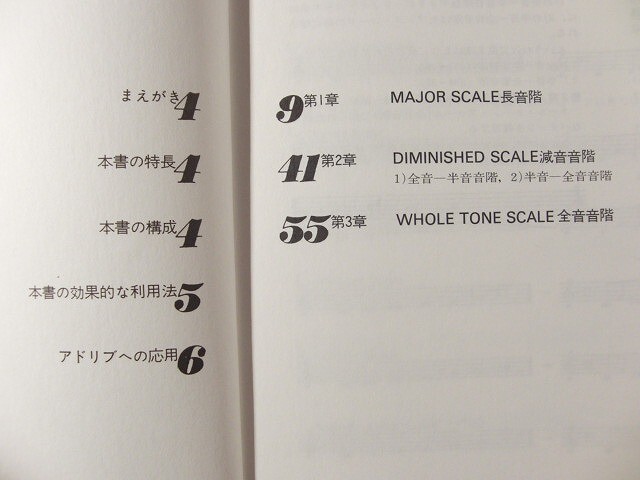 まえがき4
本書の特長4
本書の構成4
本書の効果的な利用法5
アドリブへの応用6
9第1章 MAJOR SCALE長音階
41第2章 DIMINISHED SCALE減音音階
1)全音―半音音階, 2)半音―全音音階
55第3章 WHOLE TONE SCALE全音音階